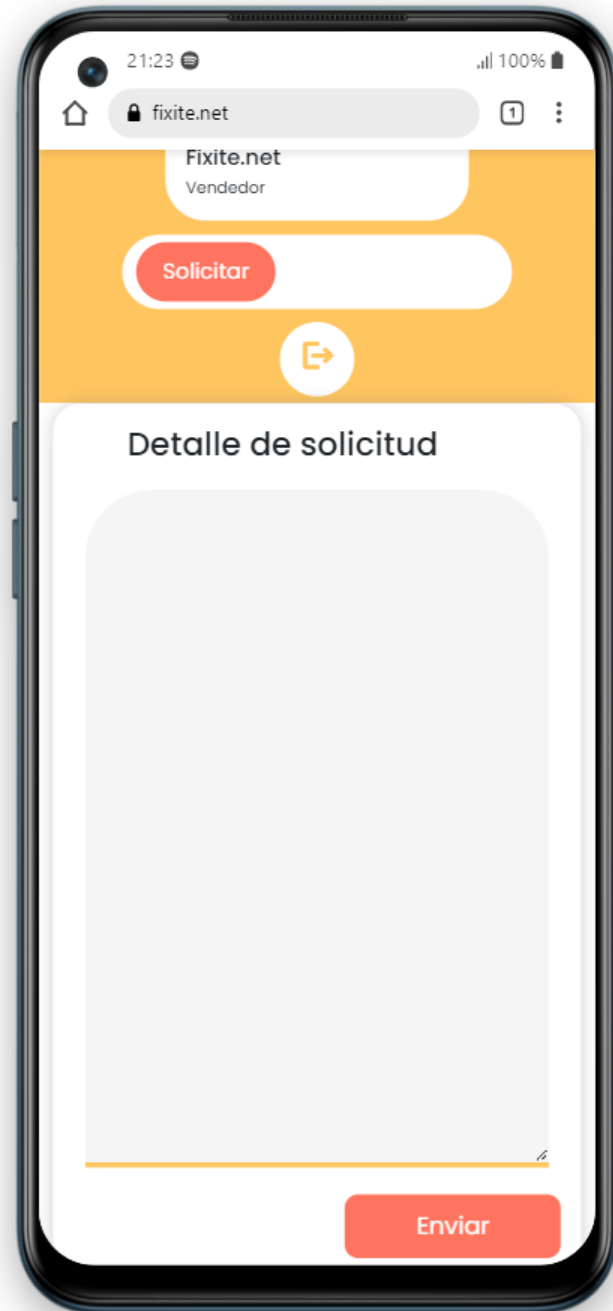 21:23
100%
fixite.net
1
Fixite.net
Vendedor
Solicitar
Detalle de solicitud
Enviar